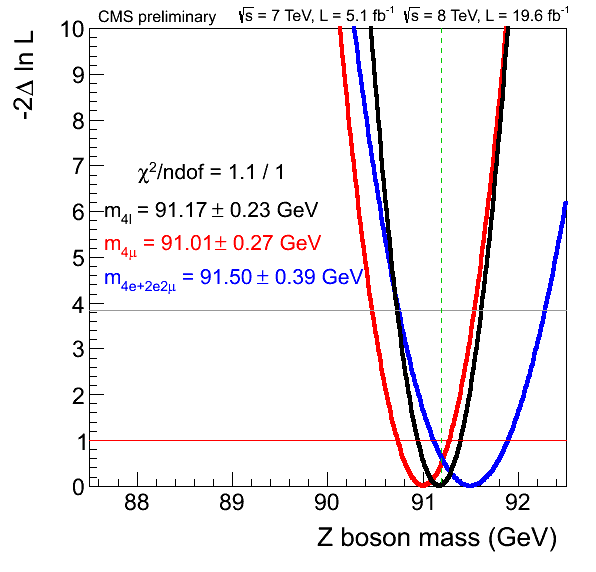 CMS preliminary √s = 7 TeV, L = 5.1 fb⁻¹ √s = 8 TeV, L = 19.6 fb⁻¹
-2Δ ln L
10
9
8
7
χ²/ndof = 1.1 / 1
6
m4l = 91.17 ± 0.23 GeV
m4μ = 91.01 ± 0.27 GeV
5
m4e+2e2μ = 91.50 ± 0.39 GeV
4
3
2
1
0
88 89 90 91 92
Z boson mass (GeV)